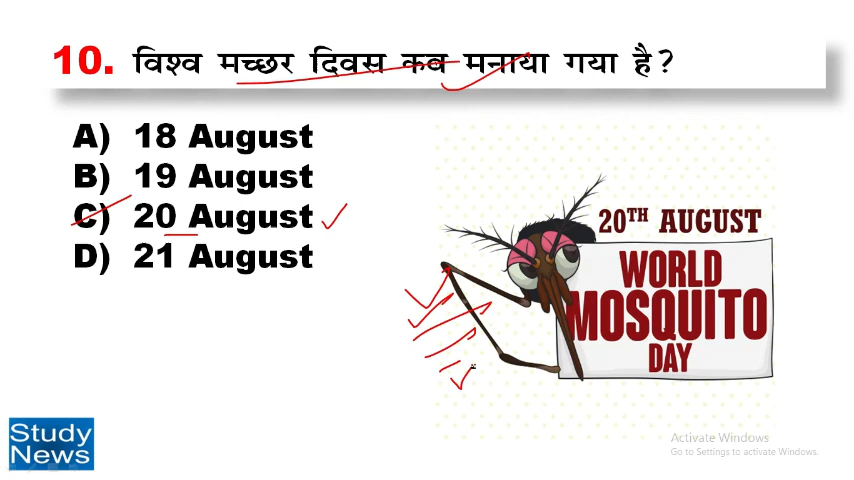 10. विश्व मच्छर दिवस कव मनाया गया है?
A) 18 August
B) 19 August
C) 20 August
D) 21 August
20TH AUGUST
WORLD
MOSQUITO
DAY
Study
News
Activate Windows
Go to Settings to activate Windows.